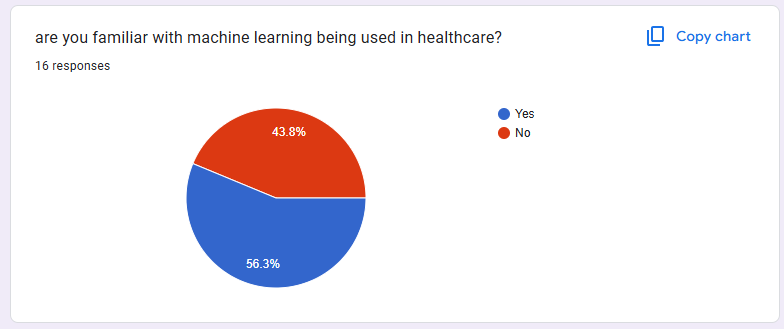 are you familiar with machine learning being used in healthcare?
Copy chart
16 responses
Yes
No
43.8%
56.3%